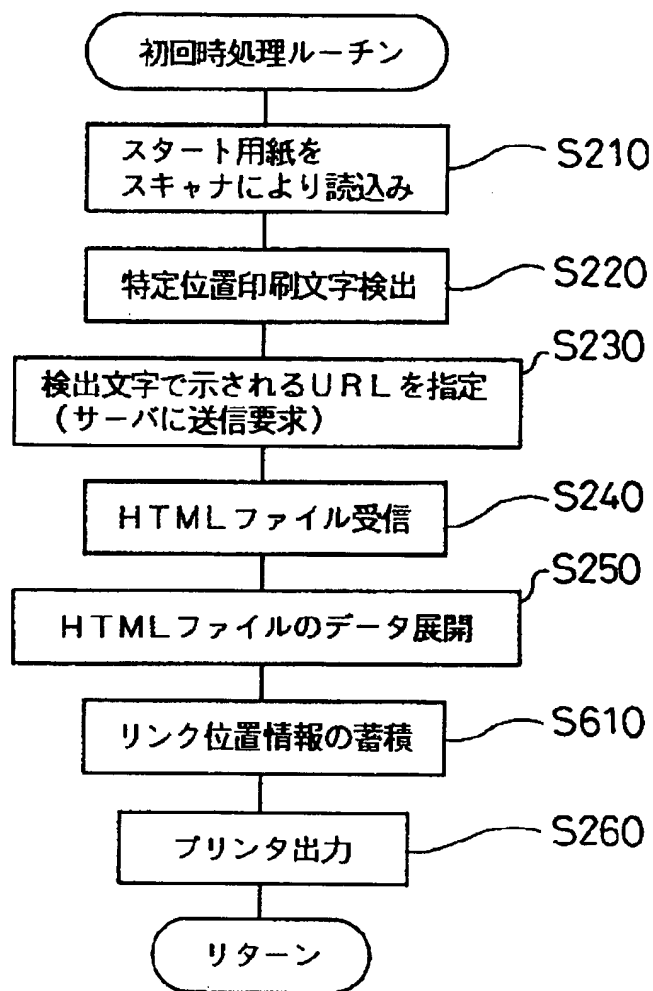 初回時処理ルーチン
スタート用紙を
スキャナにより読込み
S210
特定位置印刷文字検出
S220
検出文字で示されるURLを指定
(サーバに送信要求)
S230
HTMLファイル受信
S240
HTMLファイルのデータ展開
S250
リンク位置情報の蓄積
S610
プリンタ出力
S260
リターン